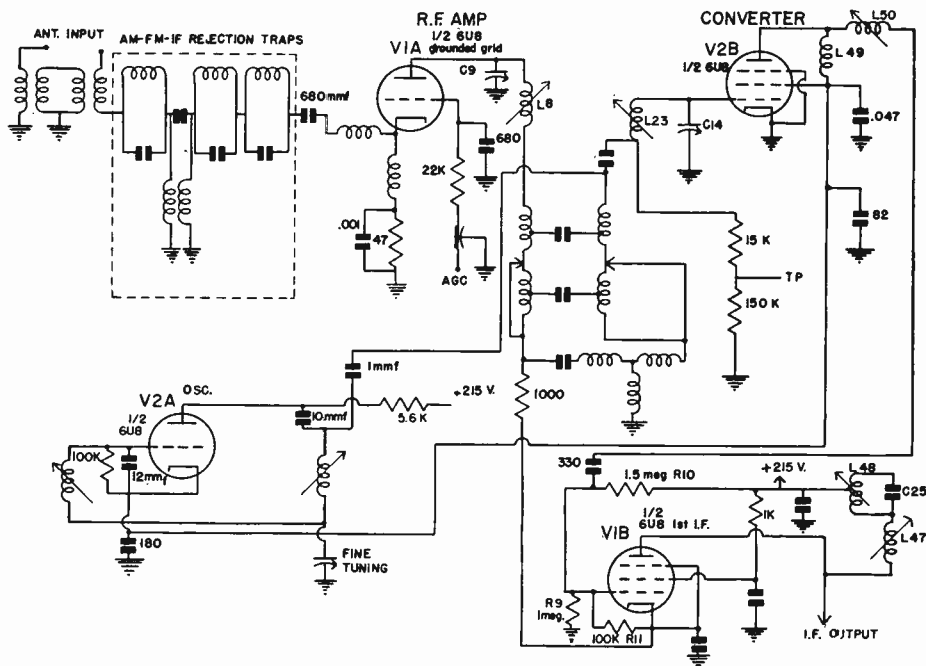 ANT. INPUT
AM-FM-IF REJECTION TRAPS
680mmf
R.F. AMP
1/2 6U8
grounded grid
V1A
C9
L8
680
22K
AGC
.001
47
CONVERTER
V2B
1/2 6U8
L50
L49
.047
82
L23
C14
15 K
TP
150K
1mmf
1000
V2A
OSC.
1/2
6U8
100K
12mmf
180
10mmf
5.6K
+215 V.
FINE
TUNING
330
1.5 meg R10
+215 V.
1K
L48
C25
L47
V1B
1/2
6U8 1st I.F.
R9
1meg.
100K R11
I.F. OUTPUT